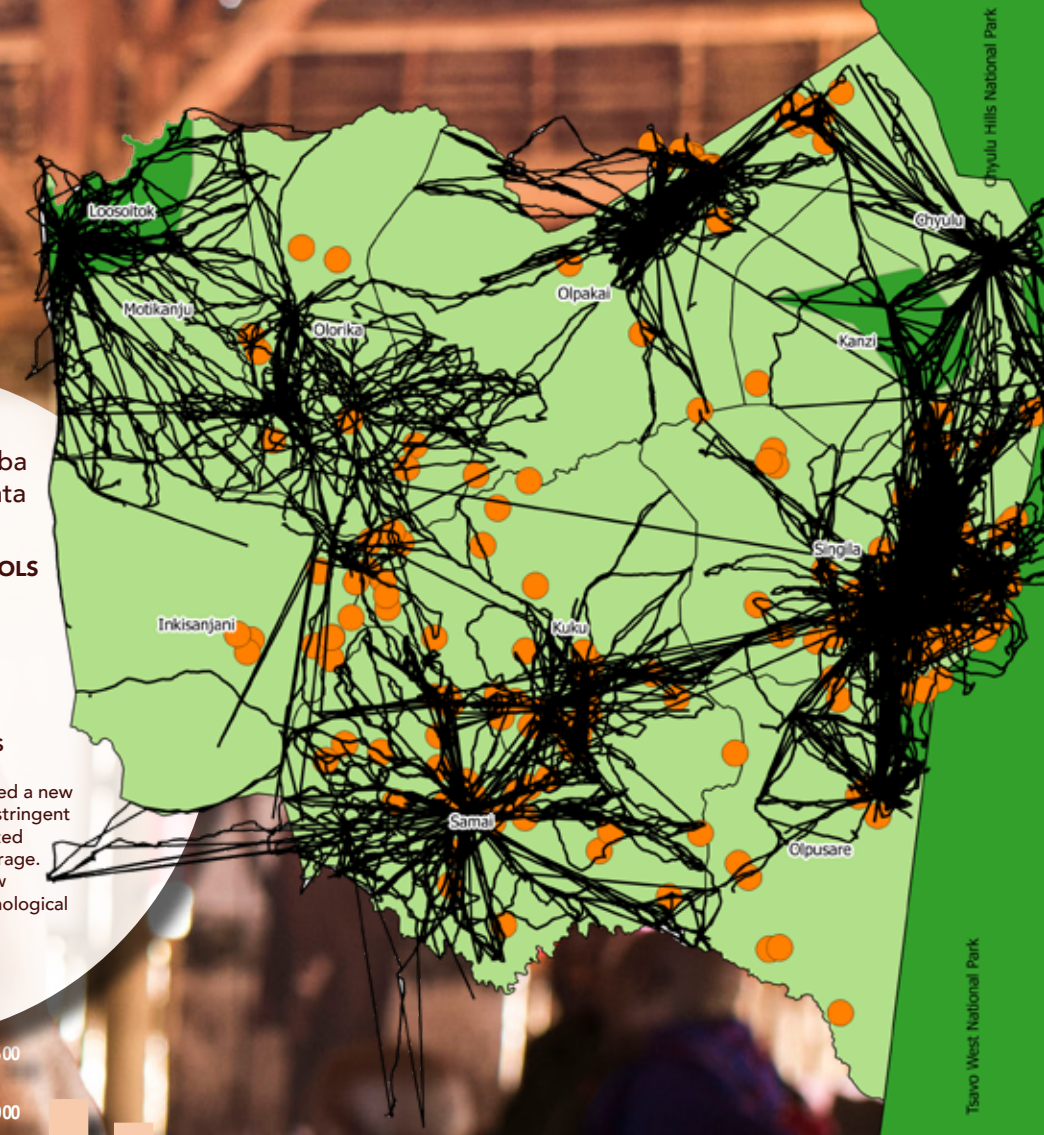 ba
ta
OLS
s
ed a new
stringent
ted
rage.
w
nological
00
000
Chyulu Hills National Park
Loosoitok
Chyulu
Motikanju
Olpakai
Olorika
Kanzi
Singila
Inkisanjani
Kuku
Samai
Olpusare
Tsavo West National Park